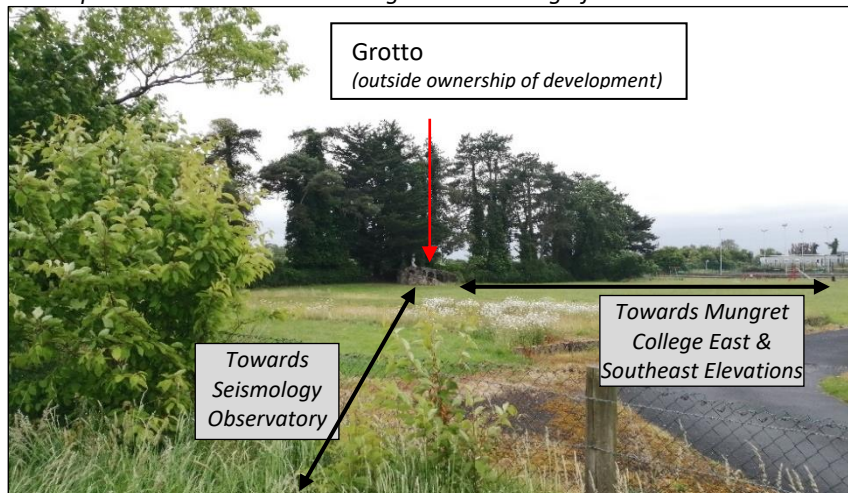 Grotto
(outside ownership of development)
Towards Mungret
College East &
Southeast Elevations
Towards
Seismology
Observatory